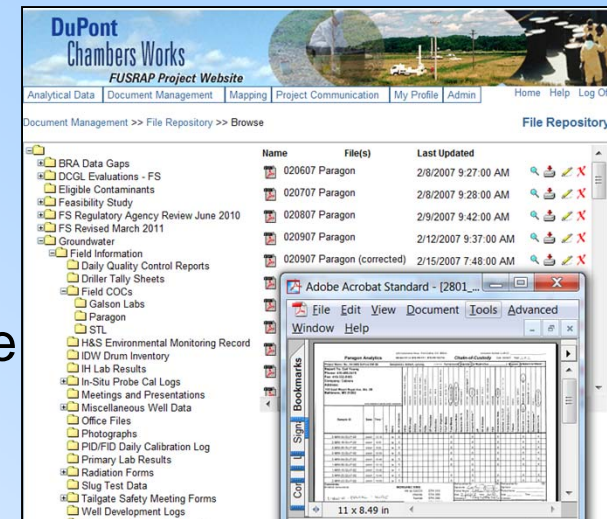 DuPont
Chambers Works
FUSRAP Project Website
Analytical Data Document Management Mapping Project Communication My Profile Admin Home Help Log Of
Document Management >> File Repository >> Browse
File Repository
Name File(s) Last Updated
020607 Paragon 2/8/2007 9:27:00 AM
020707 Paragon 2/8/2007 9:28:00 AM
020807 Paragon 2/9/2007 9:42:00 AM
020907 Paragon 2/12/2007 9:37:00 AM
020907 Paragon (corrected) 2/15/2007 7:48:00 AM
BRA Data Gaps
DCGL Evaluations - FS
Eligible Contaminants
Feasibility Study
FS Regulatory Agency Review June 2010
FS Revised March 2011
Groundwater
Field Information
Daily Quality Control Reports
Driller Tally Sheets
Field COCs
Galson Labs
Paragon
STL
H&S Environmental Monitoring Record
IDW Drum Inventory
IH Lab Results
In-Situ Probe Cal Logs
Meetings and Presentations
Miscellaneous Well Data
Office Files
Photographs
PID/FID Daily Calibration Log
Primary Lab Results
Radiation Forms
Slug Test Data
Tailgate Safety Meeting Forms
Well Development Logs
e
Adobe Acrobat Standard - [2801_...
File Edit View Document Tools Advanced
Window Help
Bookmarks
Sign
Paragon Analytics
Chain-of-Custody
11 x 8.49 in